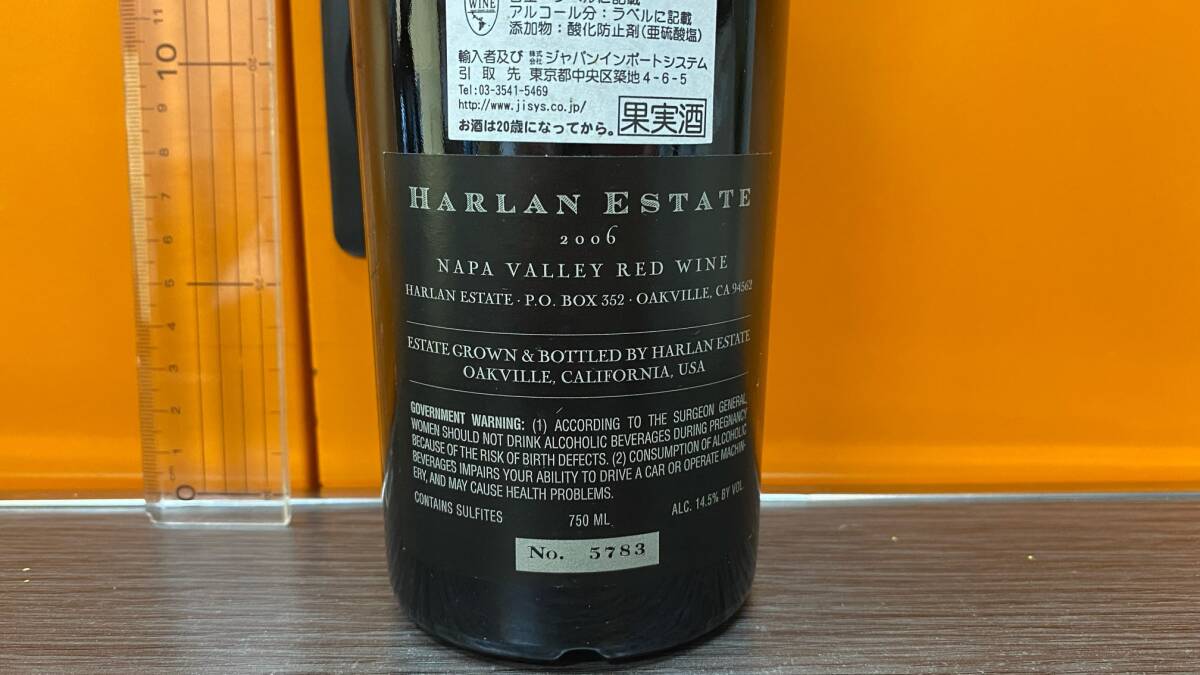 WINE
ラベルに記載
アルコール分：ラベルに記載
添加物：酸化防止剤(亜硫酸塩)
輸入者及び 株式会社 ジャパンインポートシステム
引取先 東京都中央区築地4-6-5
Tel:03-3541-5469
http://www.jisys.co.jp/
お酒は20歳になってから。 果実酒
HARLAN ESTATE
2006
NAPA VALLEY RED WINE
HARLAN ESTATE · P.O. BOX 352 · OAKVILLE, CA 94562
ESTATE GROWN & BOTTLED BY HARLAN ESTATE
OAKVILLE, CALIFORNIA, USA
GOVERNMENT WARNING: (1) ACCORDING TO THE SURGEON GENERAL,
WOMEN SHOULD NOT DRINK ALCOHOLIC BEVERAGES DURING PREGNANCY
BECAUSE OF THE RISK OF BIRTH DEFECTS. (2) CONSUMPTION OF ALCOHOLIC
BEVERAGES IMPAIRS YOUR ABILITY TO DRIVE A CAR OR OPERATE MACHIN-
ERY, AND MAY CAUSE HEALTH PROBLEMS.
CONTAINS SULFITES 750 ML ALC. 14.5% BY VOL.
No. 5783
10
9
8
7
6
5
4
3
2
1
0